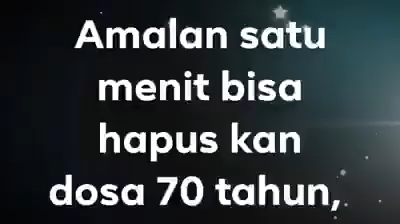 Amalan satu
menit bisa
hapus kan
dosa 70 tahun,